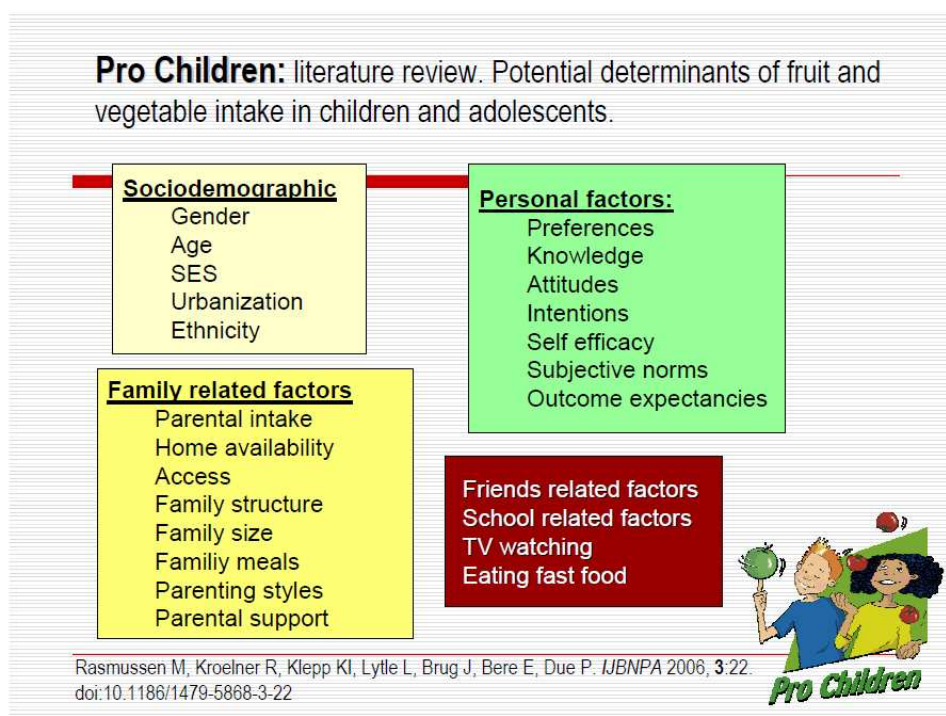 Pro Children: literature review. Potential determinants of fruit and
vegetable intake in children and adolescents.
Sociodemographic
Gender
Age
SES
Urbanization
Ethnicity
Personal factors:
Preferences
Knowledge
Attitudes
Intentions
Self efficacy
Subjective norms
Outcome expectancies
Family related factors
Parental intake
Home availability
Access
Family structure
Family size
Familiy meals
Parenting styles
Parental support
Friends related factors
School related factors
TV watching
Eating fast food
Rasmussen M, Kroelner R, Klepp KI, Lytle L, Brug J, Bere E, Due P. IJBNPA 2006, 3:22.
doi:10.1186/1479-5868-3-22
Pro Children